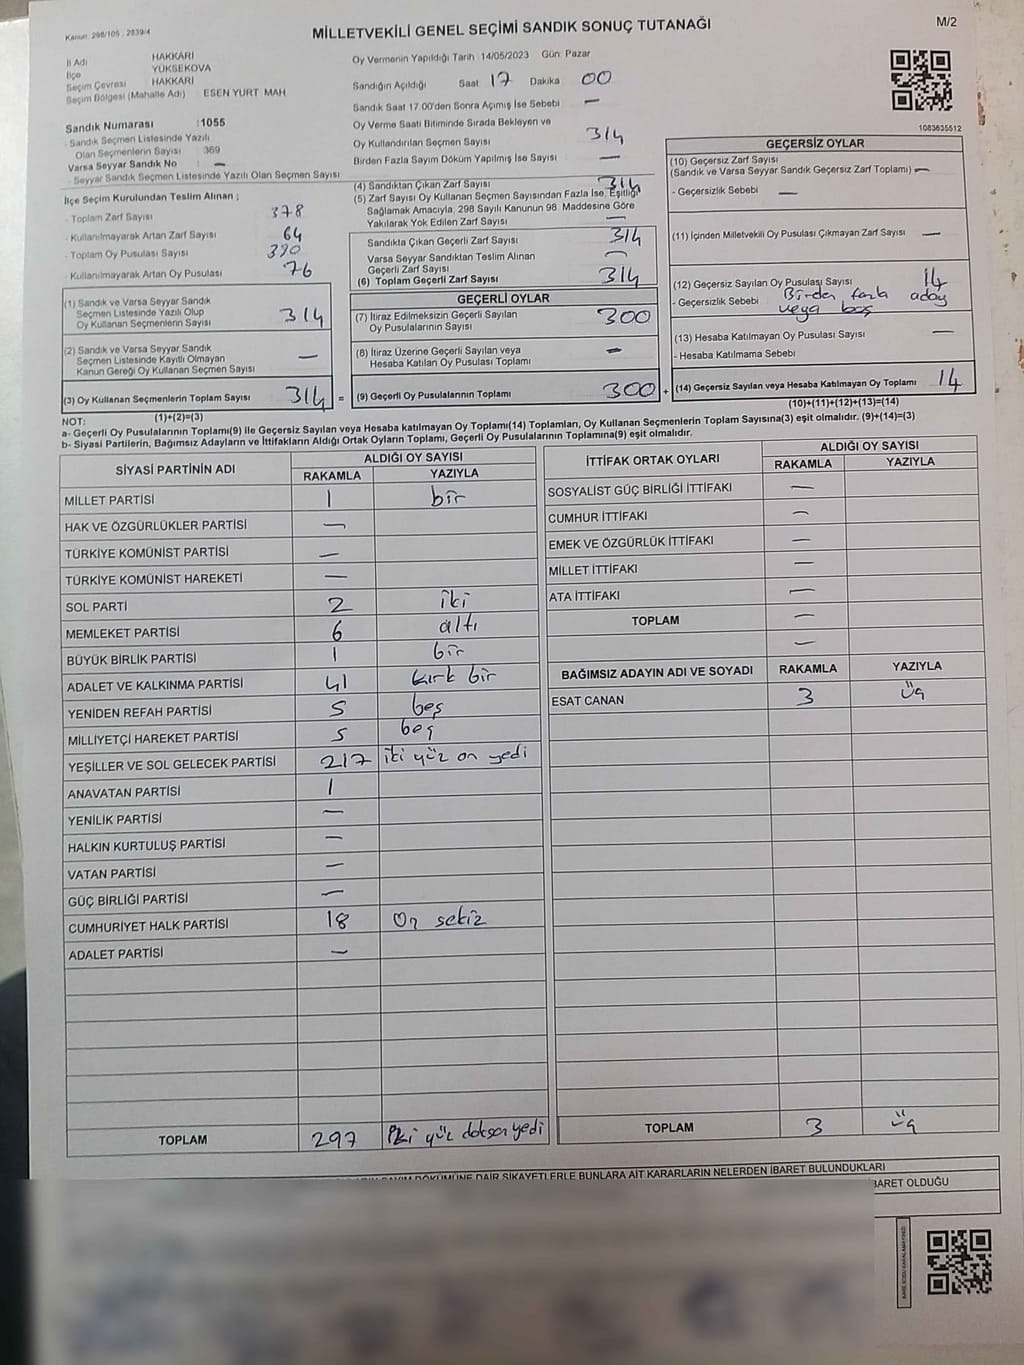 Kanun: 298/105 , 2839/4
MİLLETVEKİLİ GENEL SEÇİMİ SANDIK SONUÇ TUTANAĞI
M/2
İl Adı HAKKARİ
İlçe YÜKSEKOVA
Seçim Çevresi HAKKARİ
Seçim Bölgesi (Mahalle Adı) ESEN YURT MAH
Sandık Numarası :1055
Sandık Seçmen Listesinde Yazılı
Olan Seçmenlerin Sayısı 369
Varsa Seyyar Sandık No : —
Seyyar Sandık Seçmen Listesinde Yazılı Olan Seçmen Sayısı
Oy Vermenin Yapıldığı Tarih 14/05/2023 Gün: Pazar
Sandığın Açıldığı Saat 17 Dakika 00
Sandık Saat 17.00'den Sonra Açımış İse Sebebi —
Oy Verme Saati Bitiminde Sırada Bekleyen ve
Oy Kullandırılan Seçmen Sayısı 314
Birden Fazla Sayım Döküm Yapılmış İse Sayısı —
1083635512
İlçe Seçim Kurulundan Teslim Alınan ;
- Toplam Zarf Sayısı 378
- Kullanılmayarak Artan Zarf Sayısı 64
- Toplam Oy Pusulası Sayısı 390
- Kullanılmayarak Artan Oy Pusulası 76
(1) Sandık ve Varsa Seyyar Sandık
Seçmen Listesinde Yazılı Olup
Oy Kullanan Seçmenlerin Sayısı 314
(2) Sandık ve Varsa Seyyar Sandık
Seçmen Listesinde Kayıtlı Olmayan
Kanun Gereği Oy Kullanan Seçmen Sayısı —
(3) Oy Kullanan Seçmenlerin Toplam Sayısı 314 =
(1)+(2)=(3)
(4) Sandıktan Çıkan Zarf Sayısı 314
(5) Zarf Sayısı Oy Kullanan Seçmen Sayısından Fazla İse, Eşitliği
Sağlamak Amacıyla, 298 Sayılı Kanunun 98. Maddesine Göre
Yakılarak Yok Edilen Zarf Sayısı —
Sandıkta Çıkan Geçerli Zarf Sayısı 314
Varsa Seyyar Sandıktan Teslim Alınan
Geçerli Zarf Sayısı —
(6) Toplam Geçerli Zarf Sayısı 314
GEÇERLİ OYLAR
(7) İtiraz Edilmeksizin Geçerli Sayılan
Oy Pusulalarının Sayısı 300
(8) İtiraz Üzerine Geçerli Sayılan veya
Hesaba Katılan Oy Pusulası Toplamı —
(9) Geçerli Oy Pusulalarının Toplamı 300 +
GEÇERSİZ OYLAR
(10) Geçersiz Zarf Sayısı
(Sandık ve Varsa Seyyar Sandık Geçersiz Zarf Toplamı) —
- Geçersizlik Sebebi —
(11) İçinden Milletvekili Oy Pusulası Çıkmayan Zarf Sayısı —
(12) Geçersiz Sayılan Oy Pusulası Sayısı 14
- Geçersizlik Sebebi Birden fazla aday
veya boş
(13) Hesaba Katılmayan Oy Pusulası Sayısı —
- Hesaba Katılmama Sebebi
(14) Geçersiz Sayılan veya Hesaba Katılmayan Oy Toplamı 14
(10)+(11)+(12)+(13)=(14)
NOT:
a- Geçerli Oy Pusulalarının Toplamı(9) ile Geçersiz Sayılan veya Hesaba katılmayan Oy Toplamı(14) Toplamları, Oy Kullanan Seçmenlerin Toplam Sayısına(3) eşit olmalıdır. (9)+(14)=(3)
b- Siyasi Partilerin, Bağımsız Adayların ve İttifakların Aldığı Ortak Oyların Toplamı, Geçerli Oy Pusulalarının Toplamına(9) eşit olmalıdır.
SİYASİ PARTİNİN ADI ALDIĞI OY SAYISI
RAKAMLA YAZIYLA
MİLLET PARTİSİ 1 bir
HAK VE ÖZGÜRLÜKLER PARTİSİ —
TÜRKİYE KOMÜNİST PARTİSİ —
TÜRKİYE KOMÜNİST HAREKETİ —
SOL PARTİ 2 iki
MEMLEKET PARTİSİ 6 altı
BÜYÜK BİRLİK PARTİSİ 1 bir
ADALET VE KALKINMA PARTİSİ 41 kırk bir
YENİDEN REFAH PARTİSİ 5 beş
MİLLİYETÇİ HAREKET PARTİSİ 5 beş
YEŞİLLER VE SOL GELECEK PARTİSİ 217 iki yüz on yedi
ANAVATAN PARTİSİ 1
YENİLİK PARTİSİ —
HALKIN KURTULUŞ PARTİSİ —
VATAN PARTİSİ —
GÜÇ BİRLİĞİ PARTİSİ —
CUMHURİYET HALK PARTİSİ 18 On sekiz
ADALET PARTİSİ —
TOPLAM 297 İki yüz doksan yedi
İTTİFAK ORTAK OYLARI ALDIĞI OY SAYISI
RAKAMLA YAZIYLA
SOSYALİST GÜÇ BİRLİĞİ İTTİFAKI —
CUMHUR İTTİFAKI —
EMEK VE ÖZGÜRLÜK İTTİFAKI —
MİLLET İTTİFAKI —
ATA İTTİFAKI —
TOPLAM —
—
BAĞIMSIZ ADAYIN ADI VE SOYADI RAKAMLA YAZIYLA
ESAT CANAN 3 üç
TOPLAM 3 üç
DÖKÜMÜNE DAİR ŞİKAYETLERLE BUNLARA AİT KARARLARIN NELERDEN İBARET BULUNDUKLARI
İBARET OLDUĞU